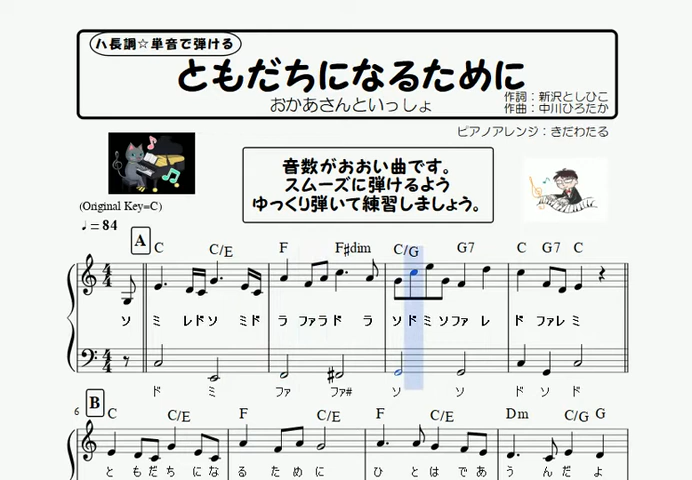 ハ長調☆単音で弾ける
ともだちになるために
おかあさんといっしょ
作詞：新沢としひこ
作曲：中川ひろたか
ピアノアレンジ：きだわたる
音数がおおい曲です。
スムーズに弾けるよう
ゆっくり弾いて練習しましょう。
(Original Key=C)
♩= 84
A
C C/E F F#dim C/G G7 C G7 C
ソ ミ レドソ ミド ラ ファラド ラ ソドミソファ レ ド ファレミ
ド ミ ファ ファ# ソ ソ ド ソ ド
6 B
C C/E F C/E F C/E Dm C/G G
ともだちになるために ひとはであうんだよ